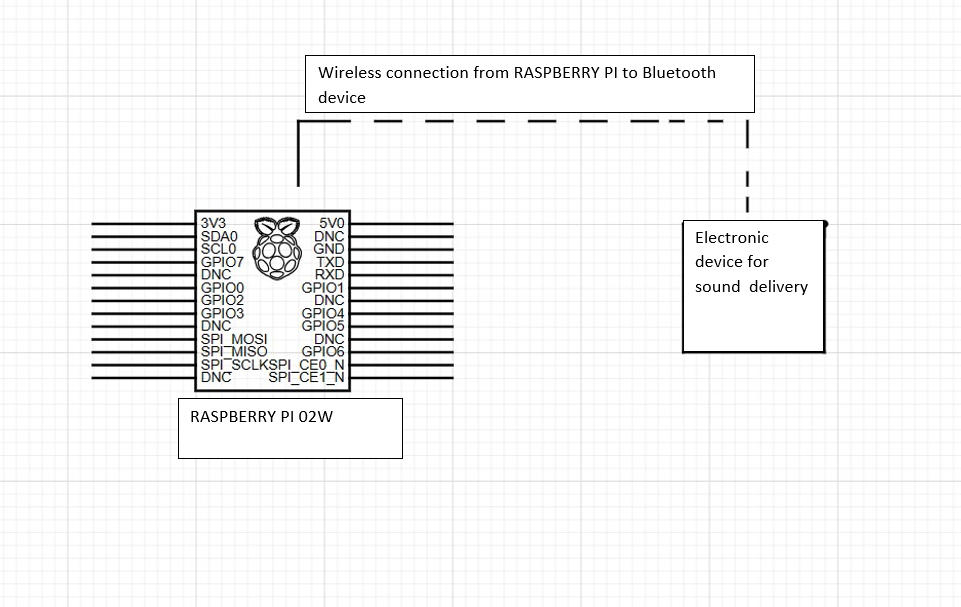 Wireless connection from RASPBERRY PI to Bluetooth
device
3V3 5V0
SDA0 DNC
SCL0 GND
GPIO7 TXD
DNC RXD
GPIO0 GPIO1
GPIO2 DNC
GPIO3 GPIO4
DNC GPIO5
SPI_MOSI DNC
SPI_MISO GPIO6
SPI_SCLK SPI_CE0_N
DNC SPI_CE1_N
RASPBERRY PI 02W
Electronic
device for
sound delivery